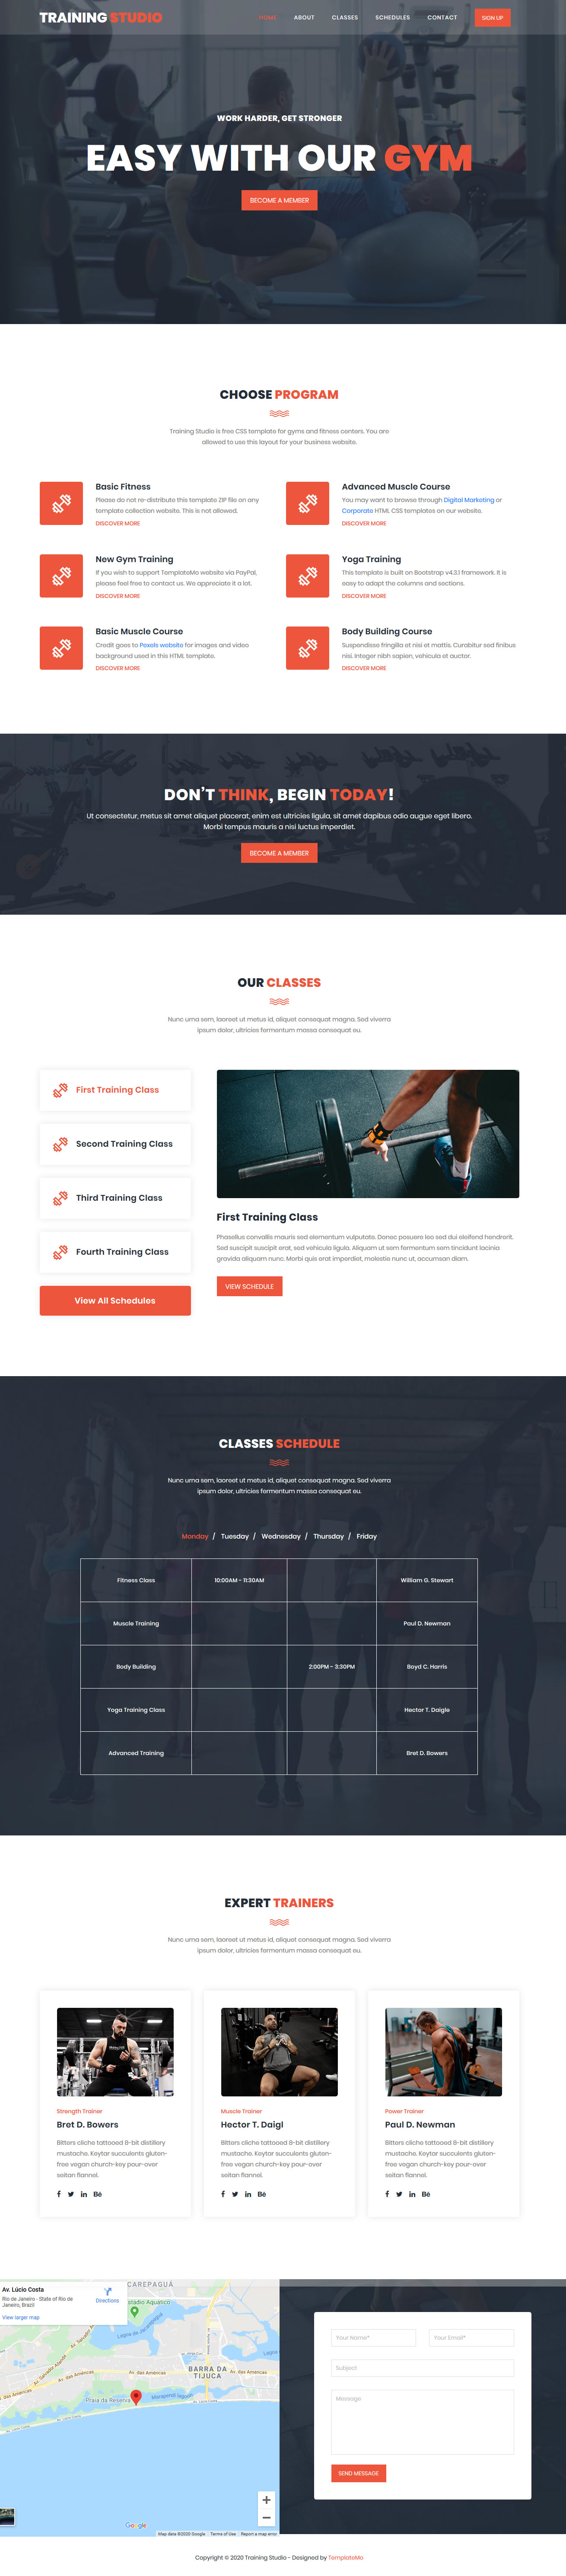 TRAINING STUDIO
HOME ABOUT CLASSES SCHEDULES CONTACT SIGN UP
WORK HARDER, GET STRONGER
EASY WITH OUR GYM
BECOME A MEMBER
CHOOSE PROGRAM
Training Studio is free CSS template for gyms and fitness centers. You are
allowed to use this layout for your business website.
Basic Fitness
Please do not re-distribute this template ZIP file on any
template collection website. This is not allowed.
DISCOVER MORE
Advanced Muscle Course
You may want to browse through Digital Marketing or
Corporate HTML CSS templates on our website.
DISCOVER MORE
New Gym Training
If you wish to support TemplateMo website via PayPal,
please feel free to contact us. We appreciate it a lot.
DISCOVER MORE
Yoga Training
This template is built on Bootstrap v4.3.1 framework. It is
easy to adapt the columns and sections.
DISCOVER MORE
Basic Muscle Course
Credit goes to Pexels website for images and video
background used in this HTML template.
DISCOVER MORE
Body Building Course
Suspendisse fringilla et nisi et mattis. Curabitur sed finibus
nisi. Integer nibh sapien, vehicula et auctor.
DISCOVER MORE
DON'T THINK, BEGIN TODAY!
Ut consectetur, metus sit amet aliquet placerat, enim est ultricies ligula, sit amet dapibus odio augue eget libero.
Morbi tempus mauris a nisi luctus imperdiet.
BECOME A MEMBER
OUR CLASSES
Nunc urna sem, laoreet ut metus id, aliquet consequat magna. Sed viverra
ipsum dolor, ultricies fermentum massa consequat eu.
First Training Class
Second Training Class
Third Training Class
Fourth Training Class
View All Schedules
First Training Class
Phasellus convallis mauris sed elementum vulputate. Donec posuere leo sed dui eleifend hendrerit.
Sed suscipit suscipit erat, sed vehicula ligula. Aliquam ut sem fermentum sem tincidunt lacinia
gravida aliquam nunc. Morbi quis erat imperdiet, molestie nunc ut, accumsan diam.
VIEW SCHEDULE
CLASSES SCHEDULE
Nunc urna sem, laoreet ut metus id, aliquet consequat magna. Sed viverra
ipsum dolor, ultricies fermentum massa consequat eu.
Monday / Tuesday / Wednesday / Thursday / Friday
Fitness Class 10:00AM - 11:30AM William G. Stewart
Muscle Training Paul D. Newman
Body Building 2:00PM - 3:30PM Boyd C. Harris
Yoga Training Class Hector T. Daigle
Advanced Training Bret D. Bowers
EXPERT TRAINERS
Nunc urna sem, laoreet ut metus id, aliquet consequat magna. Sed viverra
ipsum dolor, ultricies fermentum massa consequat eu.
Strength Trainer
Bret D. Bowers
Bitters cliche tattooed 8-bit distillery
mustache. Keytar succulents gluten-
free vegan church-key pour-over
seitan flannel.
Bē
Muscle Trainer
Hector T. Daigl
Bitters cliche tattooed 8-bit distillery
mustache. Keytar succulents gluten-
free vegan church-key pour-over
seitan flannel.
Bē
Power Trainer
Paul D. Newman
Bitters cliche tattooed 8-bit distillery
mustache. Keytar succulents gluten-
free vegan church-key pour-over
seitan flannel.
Bē
Av. Lúcio Costa
Rio de Janeiro - State of Rio de
Janeiro, Brazil
View larger map
Directions
CAREPAGUÁ
stádio Aquático
Lagoa de Jacarepaguá
BARRA DA
TIJUCA
Av. das Américas
Av. das Américas
Av. das Américas
Praia da Reserva
Marapendi lagoon
Av. Lúcio Costa
Av. Lúcio Costa
Google
Map data ©2020 Google Terms of Use Report a map error
Your Name*
Your Email*
Subject
Message
SEND MESSAGE
Copyright © 2020 Training Studio - Designed by TemplateMo